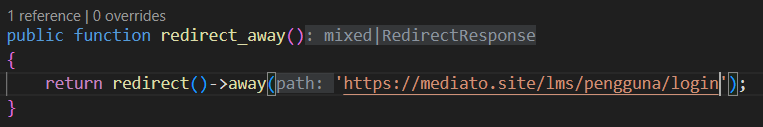 1 reference | 0 overrides
public function redirect_away(): mixed|RedirectResponse
{
    return redirect()->away(path: 'https://mediato.site/lms/pengguna/login');
}